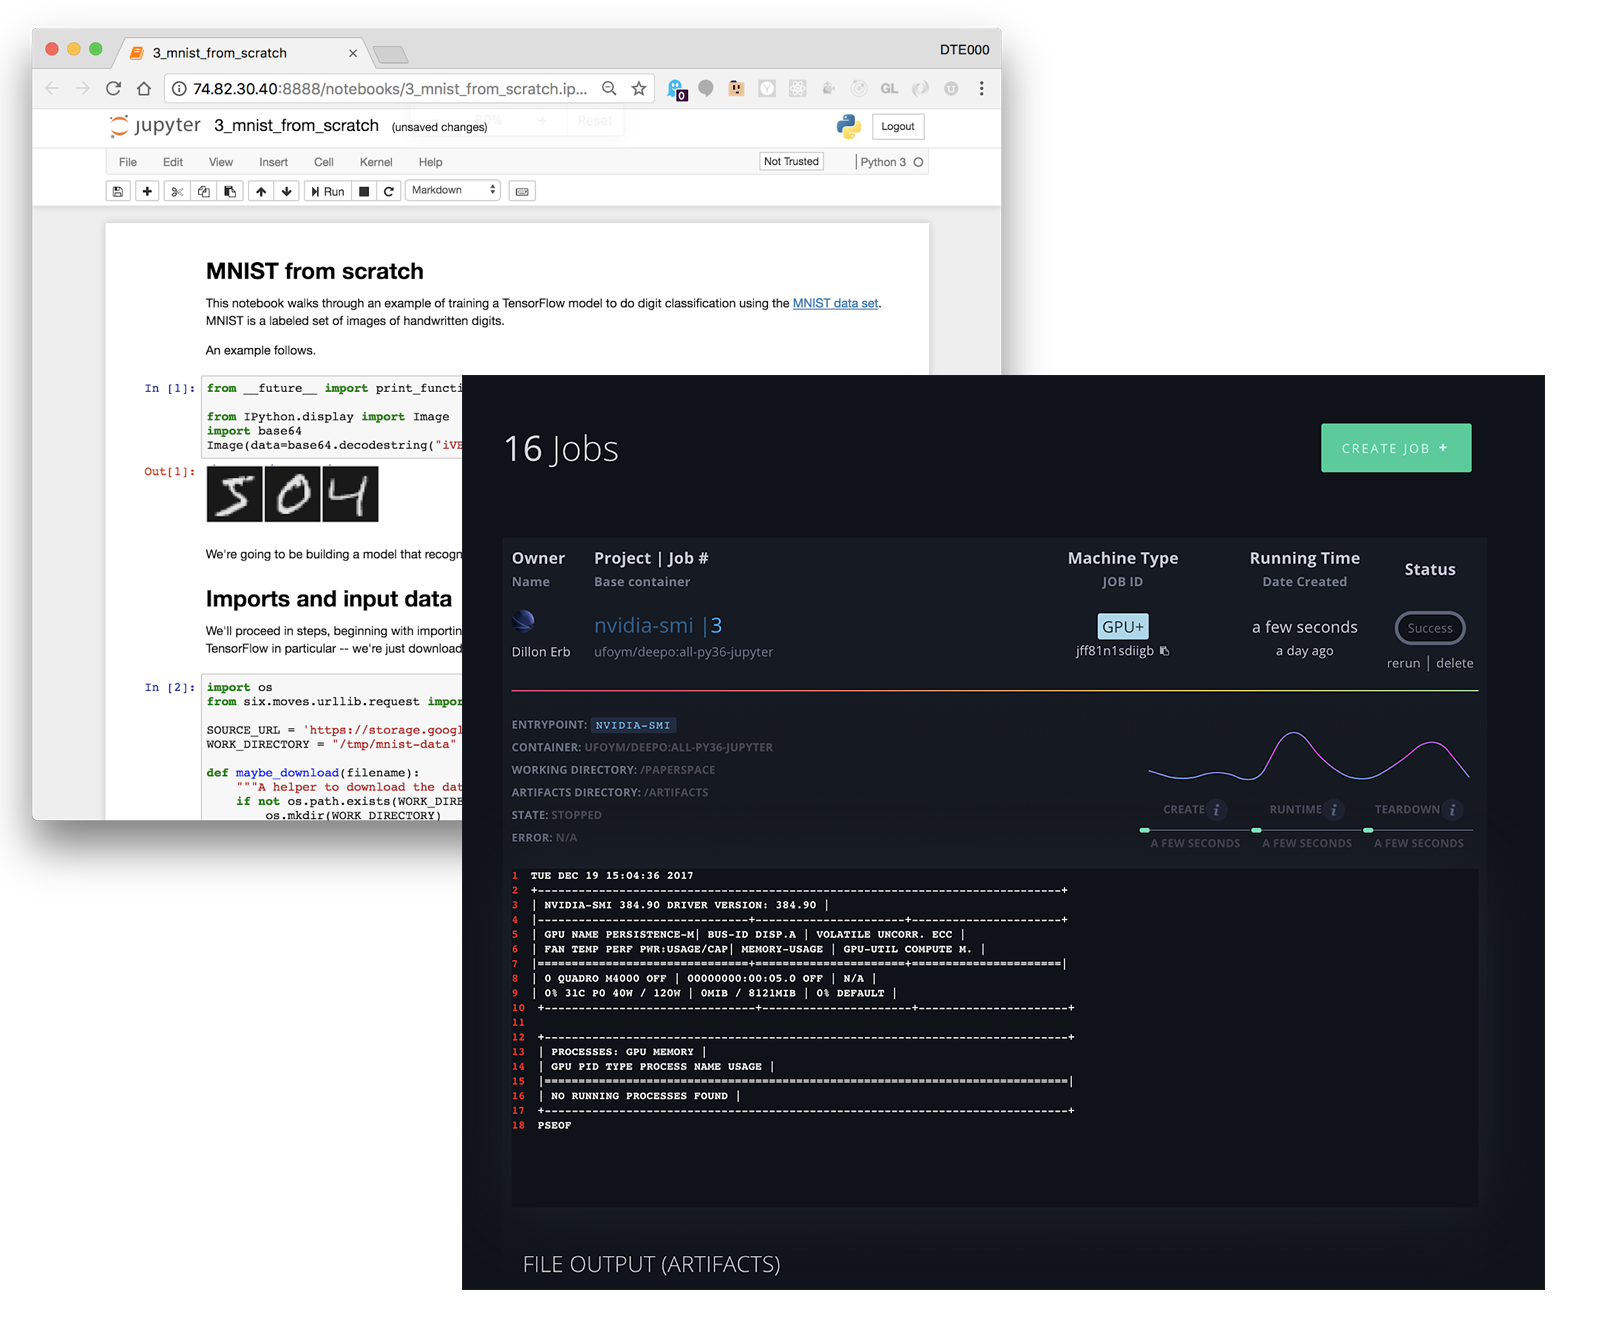 3_mnist_from_scratch
DTE000
74.82.30.40:8888/notebooks/3_mnist_from_scratch.ip...
0
GL
jupyter 3_mnist_from_scratch (unsaved changes)
80% + Reset
Logout
File Edit View Insert Cell Kernel Help
Not Trusted
Python 3
Run
Markdown
MNIST from scratch
This notebook walks through an example of training a TensorFlow model to do digit classification using the MNIST data set.
MNIST is a labeled set of images of handwritten digits.
An example follows.
In [1]: from __future__ import print_functi
from IPython.display import Image
import base64
Image(data=base64.decodestring("iVB
Out[1]:
504
We're going to be building a model that recogn
Imports and input data
We'll proceed in steps, beginning with importin
TensorFlow in particular -- we're just download
In [2]: import os
from six.moves.urllib.request impor
SOURCE_URL = 'https://storage.googl
WORK_DIRECTORY = "/tmp/mnist-data"
def maybe_download(filename):
"""A helper to download the dat
if not os.path.exists(WORK_DIRE
os.mkdir(WORK_DIRECTORY)
16 Jobs
CREATE JOB +
Owner Project | Job # Machine Type Running Time Status
Name Base container JOB ID Date Created
nvidia-smi |3 GPU+ a few seconds Success
Dillon Erb ufoym/deepo:all-py36-jupyter jff81n1sdiigb a day ago
rerun | delete
ENTRYPOINT: NVIDIA-SMI
CONTAINER: UFOYM/DEEPO:ALL-PY36-JUPYTER
WORKING DIRECTORY: /PAPERSPACE
ARTIFACTS DIRECTORY: /ARTIFACTS
STATE: STOPPED
ERROR: N/A
CREATE i RUNTIME i TEARDOWN i
A FEW SECONDS A FEW SECONDS A FEW SECONDS
1 TUE DEC 19 15:04:36 2017
2 +-----------------------------------------------------------------------------+
3 | NVIDIA-SMI 384.90 DRIVER VERSION: 384.90 |
4 |-------------------------------+----------------------+----------------------+
5 | GPU NAME PERSISTENCE-M| BUS-ID DISP.A | VOLATILE UNCORR. ECC |
6 | FAN TEMP PERF PWR:USAGE/CAP| MEMORY-USAGE | GPU-UTIL COMPUTE M. |
7 |===============================+======================+======================|
8 | 0 QUADRO M4000 OFF | 00000000:00:05.0 OFF | N/A |
9 | 0% 31C P0 40W / 120W | 0MIB / 8121MIB | 0% DEFAULT |
10 +-------------------------------+----------------------+----------------------+
11
12 +-----------------------------------------------------------------------------+
13 | PROCESSES: GPU MEMORY |
14 | GPU PID TYPE PROCESS NAME USAGE |
15 |=============================================================================|
16 | NO RUNNING PROCESSES FOUND |
17 +-----------------------------------------------------------------------------+
18 PSEOF
FILE OUTPUT (ARTIFACTS)